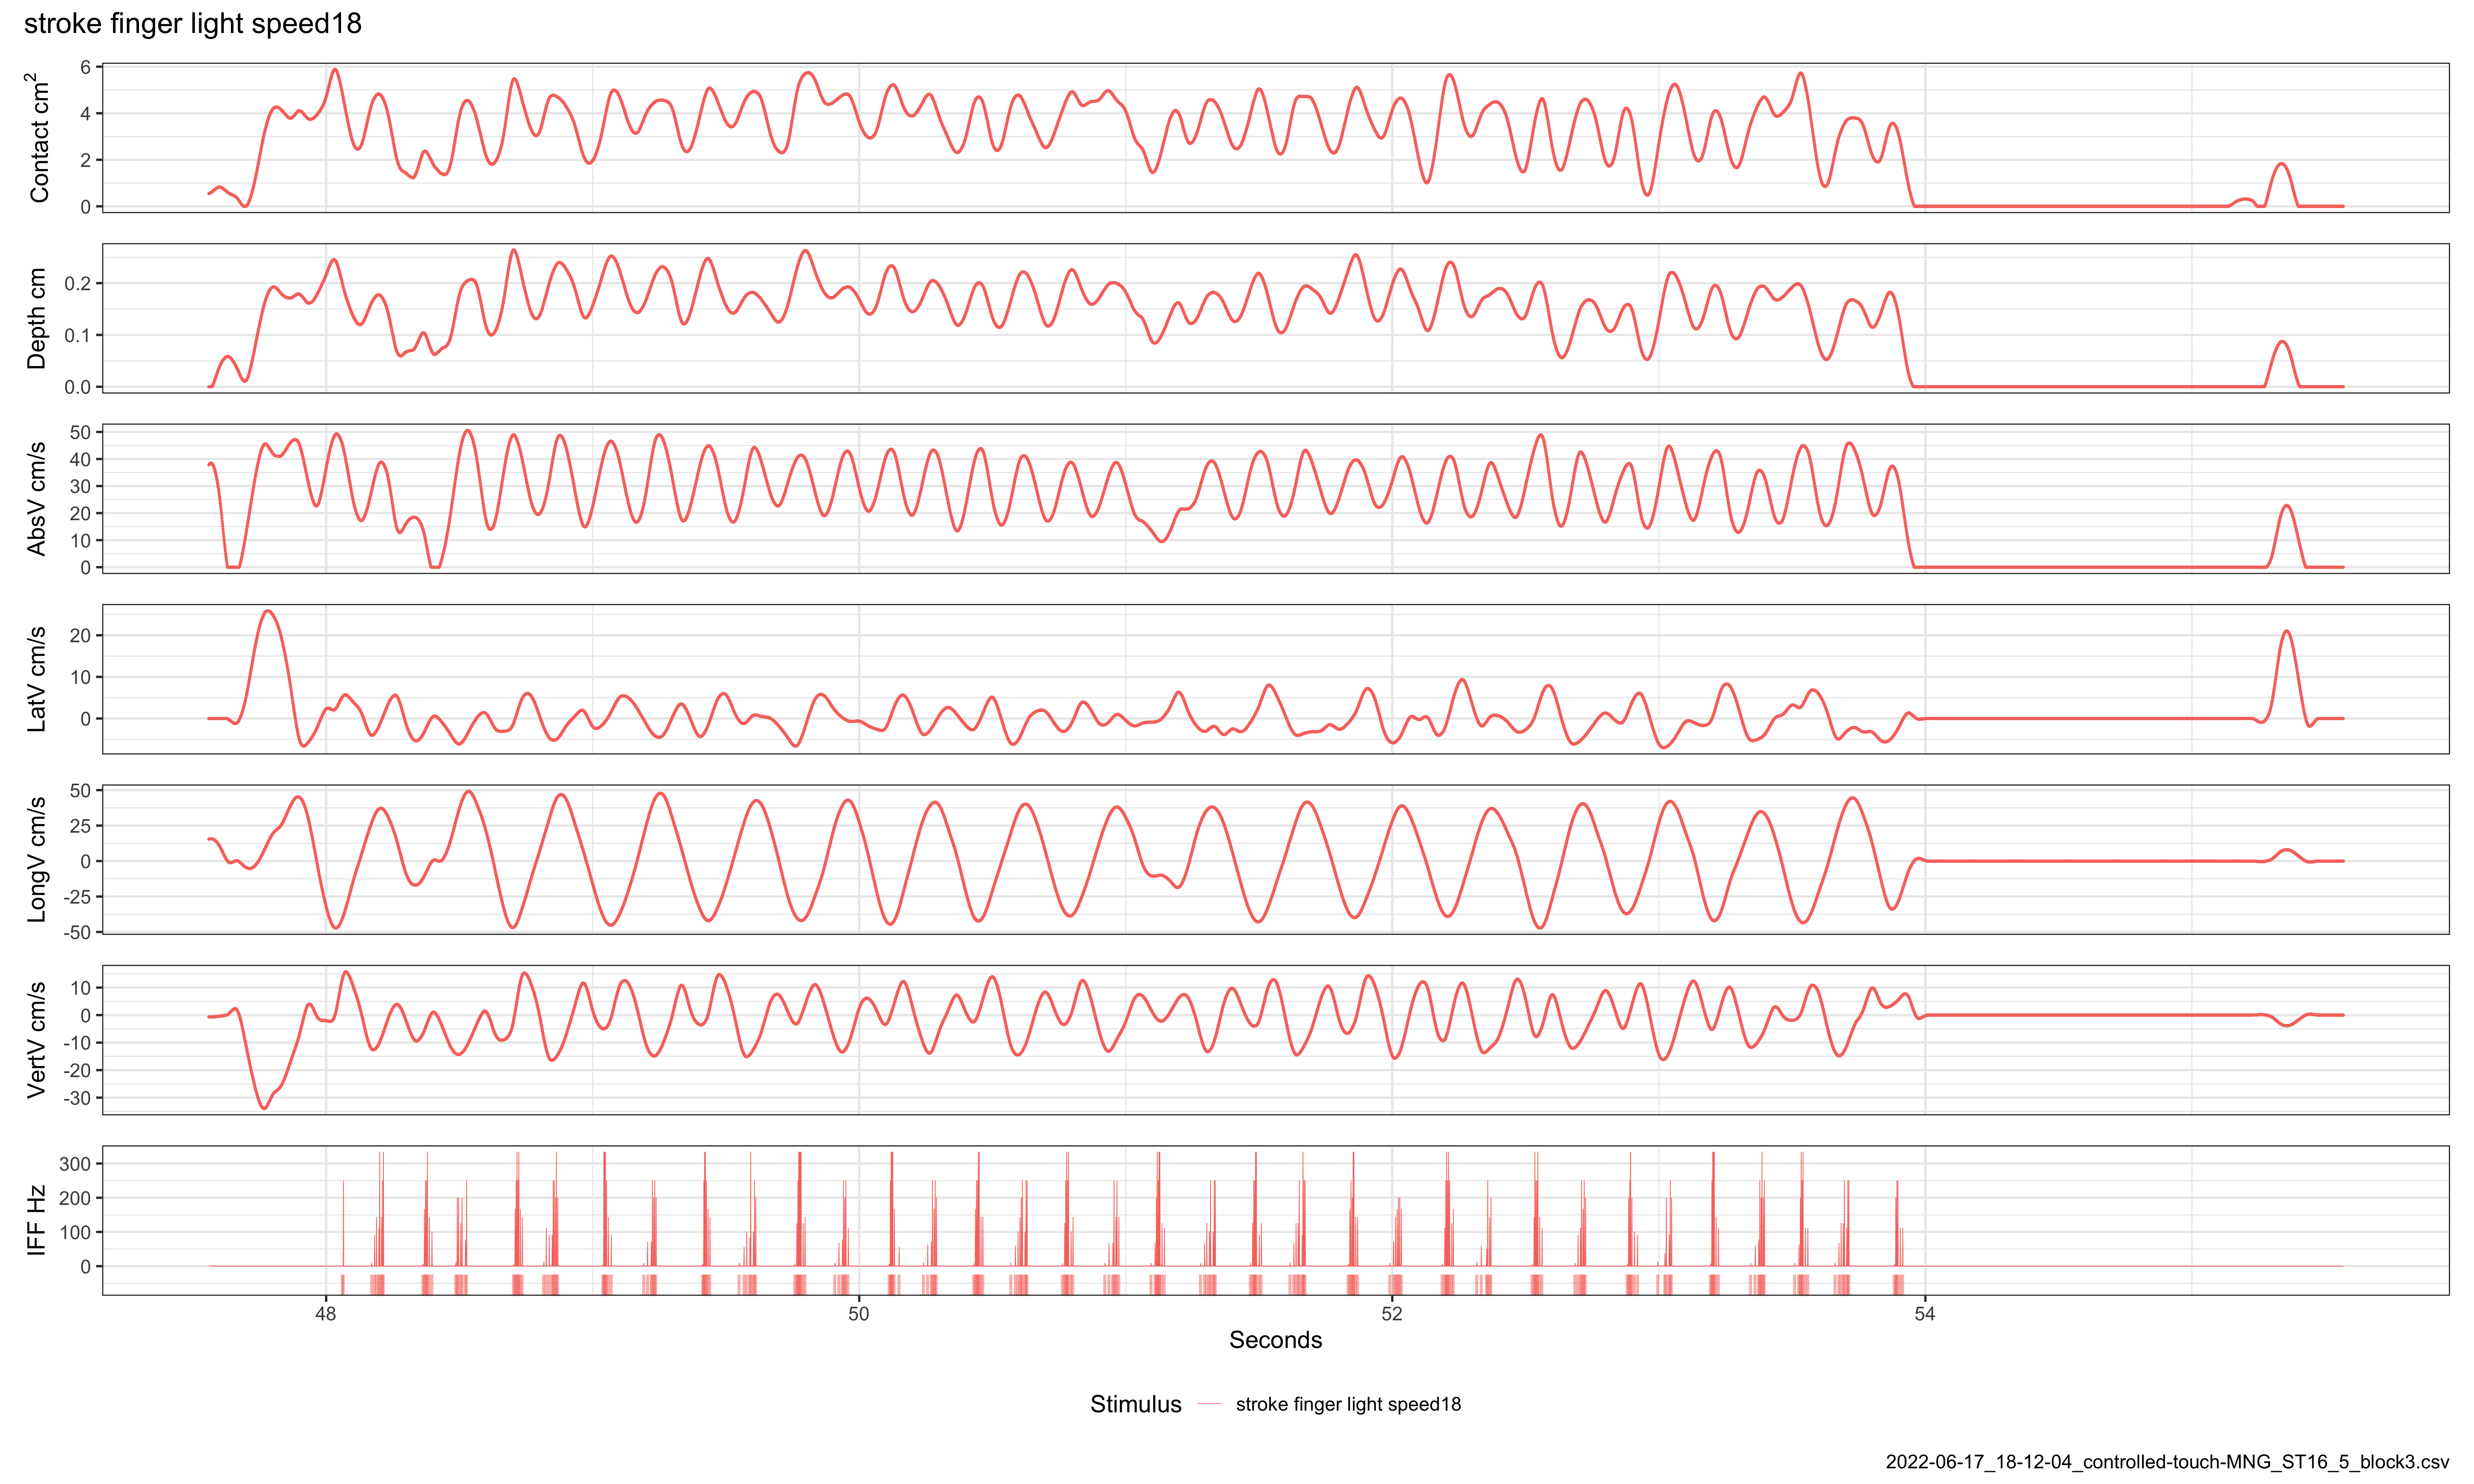 stroke finger light speed18
Contact cm²
6
4
2
0
Depth cm
0.2
0.1
0.0
AbsV cm/s
50
40
30
20
10
0
LatV cm/s
20
10
0
LongV cm/s
50
25
0
-25
-50
VertV cm/s
10
0
-10
-20
-30
IFF Hz
300
200
100
0
48 50 52 54
Seconds
Stimulus stroke finger light speed18
2022-06-17_18-12-04_controlled-touch-MNG_ST16_5_block3.csv